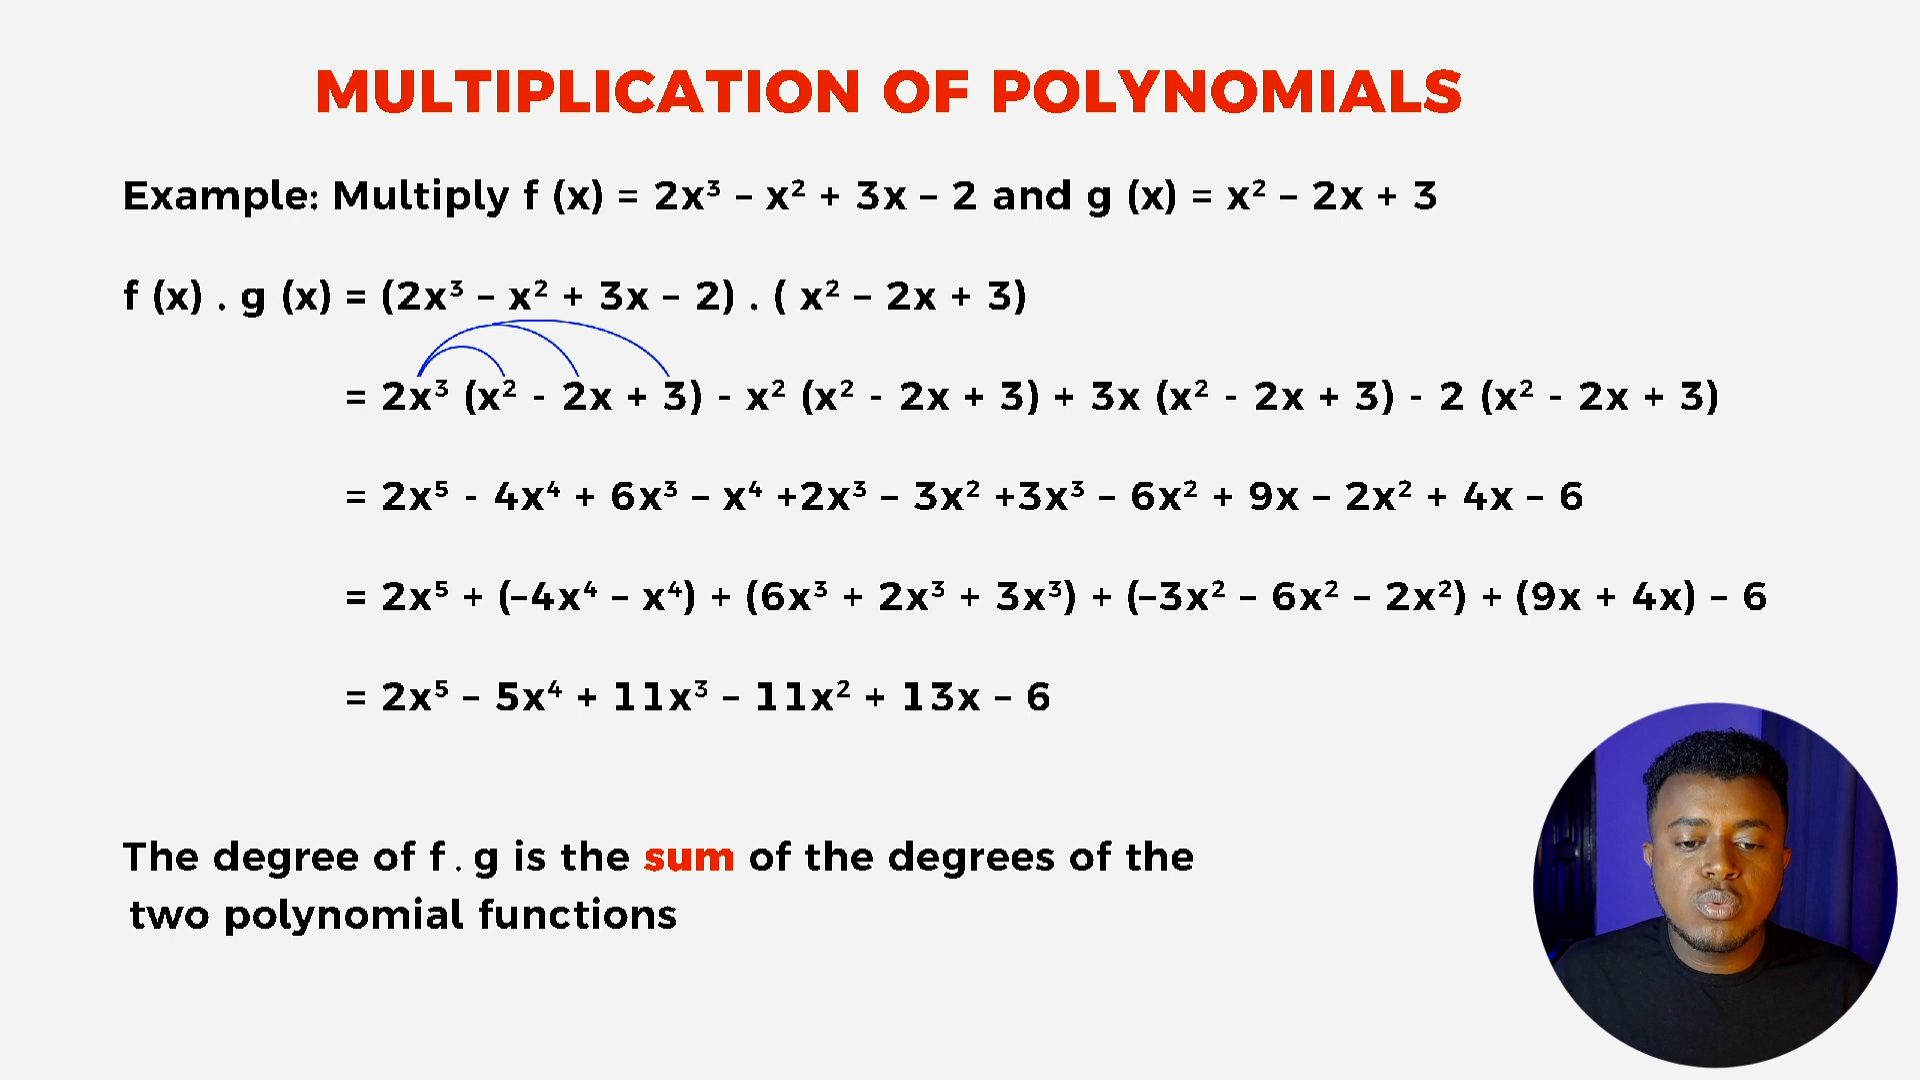 MULTIPLICATION OF POLYNOMIALS
Example: Multiply f (x) = 2x³ – x² + 3x – 2 and g (x) = x² – 2x + 3
f (x) . g (x) = (2x³ – x² + 3x – 2) . ( x² – 2x + 3)
= 2x³ (x² - 2x + 3) - x² (x² - 2x + 3) + 3x (x² - 2x + 3) - 2 (x² - 2x + 3)
= 2x⁵ - 4x⁴ + 6x³ – x⁴ +2x³ – 3x² +3x³ – 6x² + 9x – 2x² + 4x – 6
= 2x⁵ + (–4x⁴ – x⁴) + (6x³ + 2x³ + 3x³) + (–3x² – 6x² – 2x²) + (9x + 4x) – 6
= 2x⁵ – 5x⁴ + 11x³ – 11x² + 13x – 6
The degree of f . g is the sum of the degrees of the
two polynomial functions